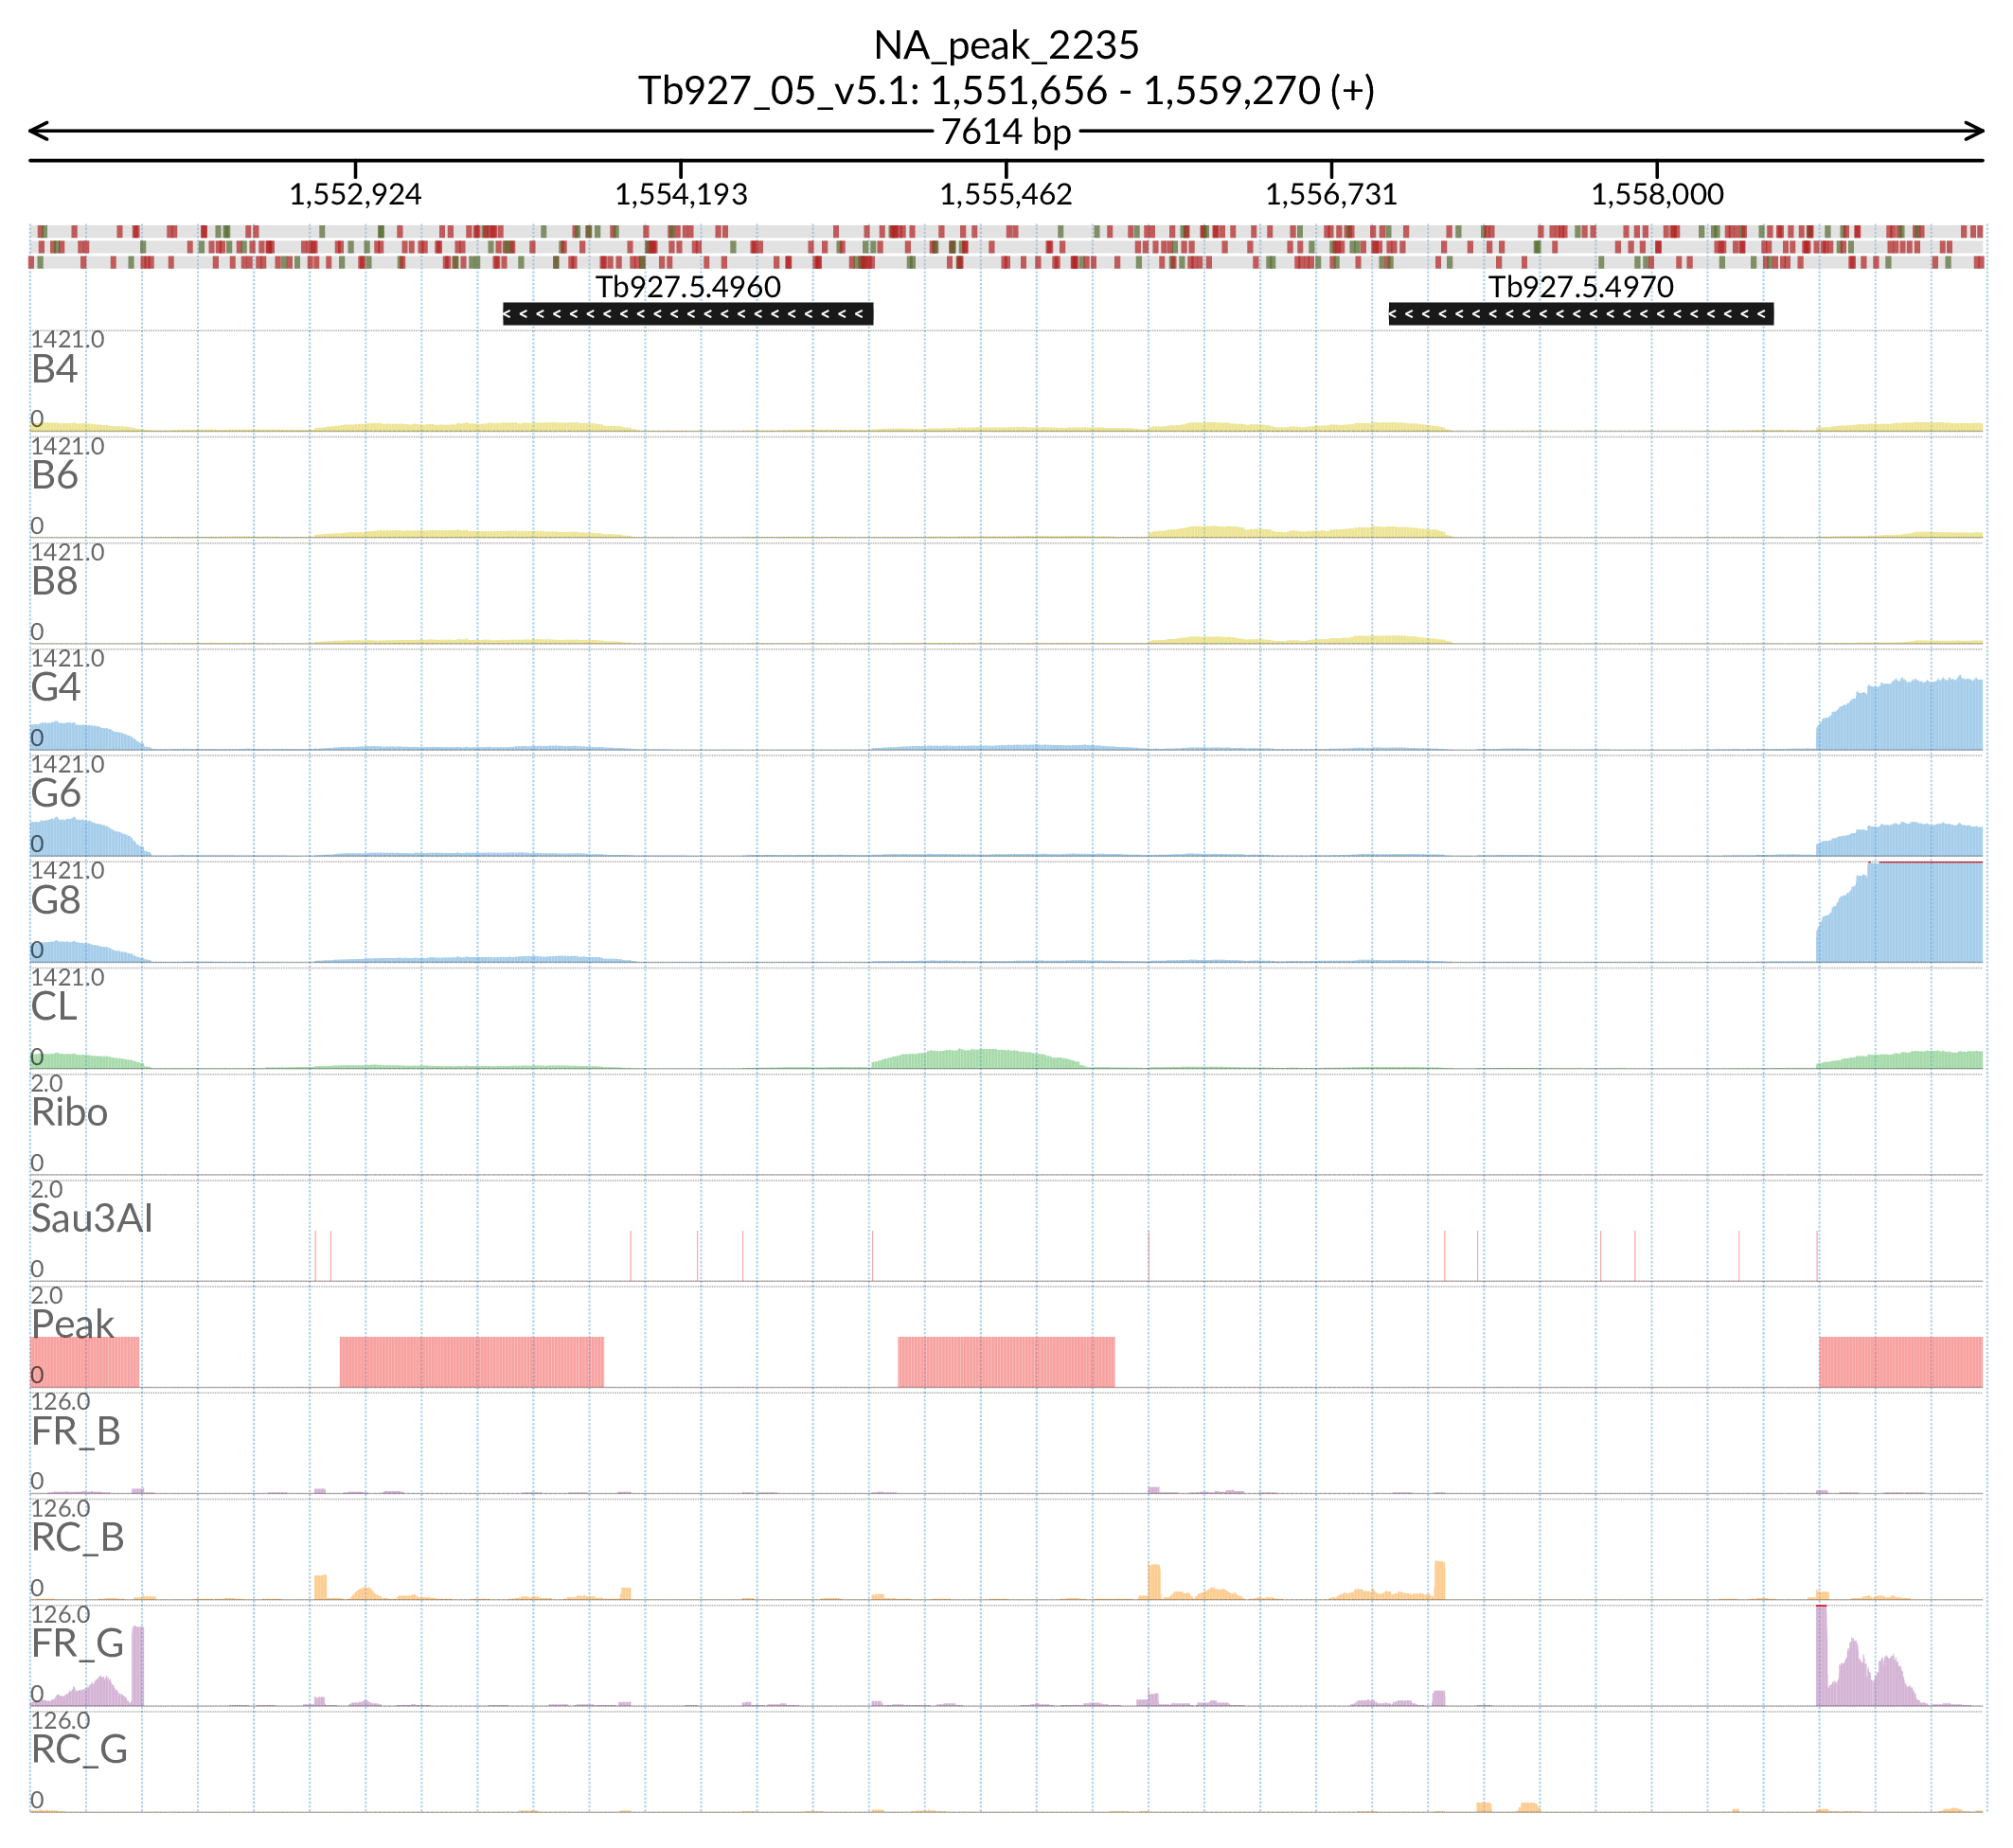 NA_peak_2235
Tb927_05_v5.1: 1,551,656 - 1,559,270 (+)
7614 bp
1,552,924 1,554,193 1,555,462 1,556,731 1,558,000
Tb927.5.4960 Tb927.5.4970
1421.0
B4
0
1421.0
B6
0
1421.0
B8
0
1421.0
G4
0
1421.0
G6
0
1421.0
G8
0
1421.0
CL
0
2.0
Ribo
0
2.0
Sau3AI
0
2.0
Peak
0
126.0
FR_B
0
126.0
RC_B
0
126.0
FR_G
0
126.0
RC_G
0